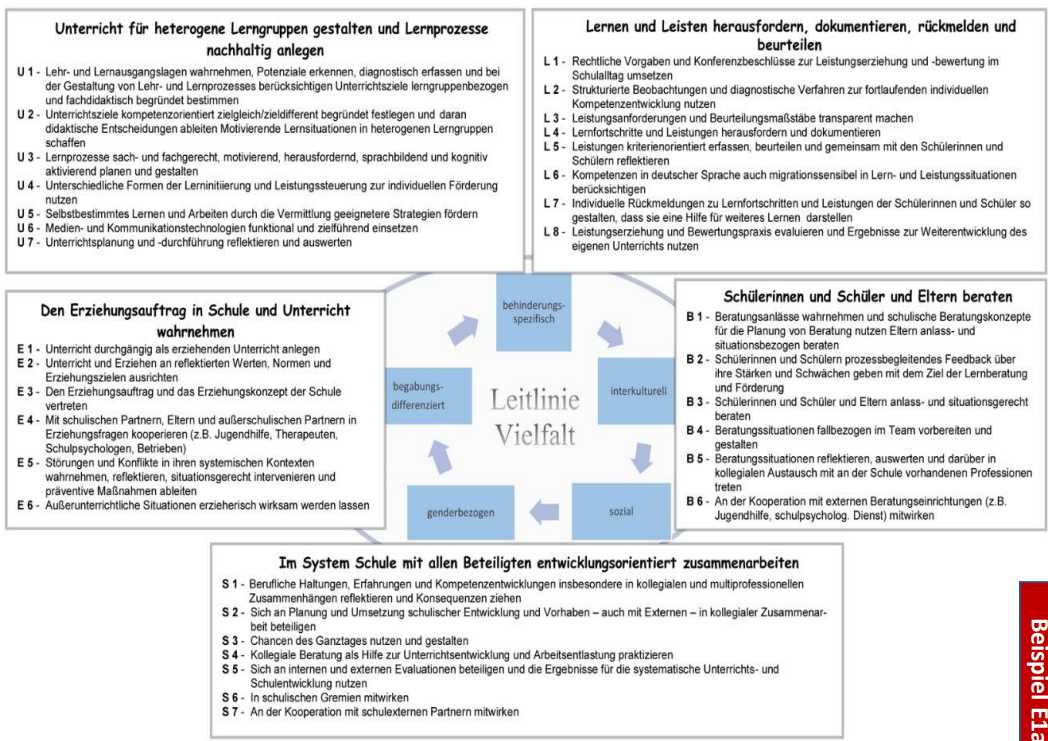 Unterricht für heterogene Lerngruppen gestalten und Lernprozesse
nachhaltig anlegen
U 1 - Lehr- und Lernausgangslagen wahrnehmen, Potenziale erkennen, diagnostisch erfassen und bei
der Gestaltung von Lehr- und Lernprozesses berücksichtigen Unterrichtsziele lerngruppenbezogen
und fachdidaktisch begründet bestimmen
U 2 - Unterrichtsziele kompetenzorientiert zielgleich/zieldifferent begründet festlegen und daran
didaktische Entscheidungen ableiten Motivierende Lernsituationen in heterogenen Lerngruppen
schaffen
U 3 - Lernprozesse sach- und fachgerecht, motivierend, herausfordernd, sprachbildend und kognitiv
aktivierend planen und gestalten
U 4 - Unterschiedliche Formen der Lerninitiierung und Leistungssteuerung zur individuellen Förderung
nutzen
U 5 - Selbstbestimmtes Lernen und Arbeiten durch die Vermittlung geeignetere Strategien fördern
U 6 - Medien- und Kommunikationstechnologien funktional und zielführend einsetzen
U 7 - Unterrichtsplanung und -durchführung reflektieren und auswerten
Lernen und Leisten herausfordern, dokumentieren, rückmelden und
beurteilen
L 1 - Rechtliche Vorgaben und Konferenzbeschlüsse zur Leistungserziehung und -bewertung im
Schulalltag umsetzen
L 2 - Strukturierte Beobachtungen und diagnostische Verfahren zur fortlaufenden individuellen
Kompetenzentwicklung nutzen
L 3 - Leistungsanforderungen und Beurteilungsmaßstäbe transparent machen
L 4 - Lernfortschritte und Leistungen herausfordern und dokumentieren
L 5 - Leistungen kriterienorientiert erfassen, beurteilen und gemeinsam mit den Schülerinnen und
Schülern reflektieren
L 6 - Kompetenzen in deutscher Sprache auch migrationssensibel in Lern- und Leistungssituationen
berücksichtigen
L 7 - Individuelle Rückmeldungen zu Lernfortschritten und Leistungen der Schülerinnen und Schüler so
gestalten, dass sie eine Hilfe für weiteres Lernen darstellen
L 8 - Leistungserziehung und Bewertungspraxis evaluieren und Ergebnisse zur Weiterentwicklung des
eigenen Unterrichts nutzen
Den Erziehungsauftrag in Schule und Unterricht
wahrnehmen
E 1 - Unterricht durchgängig als erziehenden Unterricht anlegen
E 2 - Unterricht und Erziehen an reflektierten Werten, Normen und
Erziehungszielen ausrichten
E 3 - Den Erziehungsauftrag und das Erziehungskonzept der Schule
vertreten
E 4 - Mit schulischen Partnern, Eltern und außerschulischen Partnern in
Erziehungsfragen kooperieren (z.B. Jugendhilfe, Therapeuten,
Schulpsychologen, Betrieben)
E 5 - Störungen und Konflikte in ihren systemischen Kontexten
wahrnehmen, reflektieren, situationsgerecht intervenieren und
präventive Maßnahmen ableiten
E 6 - Außerunterrichtliche Situationen erzieherisch wirksam werden lassen
behinderungs-
spezifisch
begabungs-
differenziert
interkulturell
Leitlinie
Vielfalt
genderbezogen
sozial
Schülerinnen und Schüler und Eltern beraten
B 1 - Beratungsanlässe wahrnehmen und schulische Beratungskonzepte
für die Planung von Beratung nutzen Eltern anlass- und
situationsbezogen beraten
B 2 - Schülerinnen und Schülern prozessbegleitendes Feedback über
ihre Stärken und Schwächen geben mit dem Ziel der Lernberatung
und Förderung
B 3 - Schülerinnen und Schüler und Eltern anlass- und situationsgerecht
beraten
B 4 - Beratungssituationen fallbezogen im Team vorbereiten und
gestalten
B 5 - Beratungssituationen reflektieren, auswerten und darüber in
kollegialen Austausch mit an der Schule vorhandenen Professionen
treten
B 6 - An der Kooperation mit externen Beratungseinrichtungen (z.B.
Jugendhilfe, schulpsycholog. Dienst) mitwirken
Im System Schule mit allen Beteiligten entwicklungsorientiert zusammenarbeiten
S 1 - Berufliche Haltungen, Erfahrungen und Kompetenzentwicklungen insbesondere in kollegialen und multiprofessionellen
Zusammenhängen reflektieren und Konsequenzen ziehen
S 2 - Sich an Planung und Umsetzung schulischer Entwicklung und Vorhaben – auch mit Externen – in kollegialer Zusammenar-
beit beteiligen
S 3 - Chancen des Ganztages nutzen und gestalten
S 4 - Kollegiale Beratung als Hilfe zur Unterrichtsentwicklung und Arbeitsentlastung praktizieren
S 5 - Sich an internen und externen Evaluationen beteiligen und die Ergebnisse für die systematische Unterrichts- und
Schulentwicklung nutzen
S 6 - In schulischen Gremien mitwirken
S 7 - An der Kooperation mit schulexternen Partnern mitwirken
Beispiel E1a